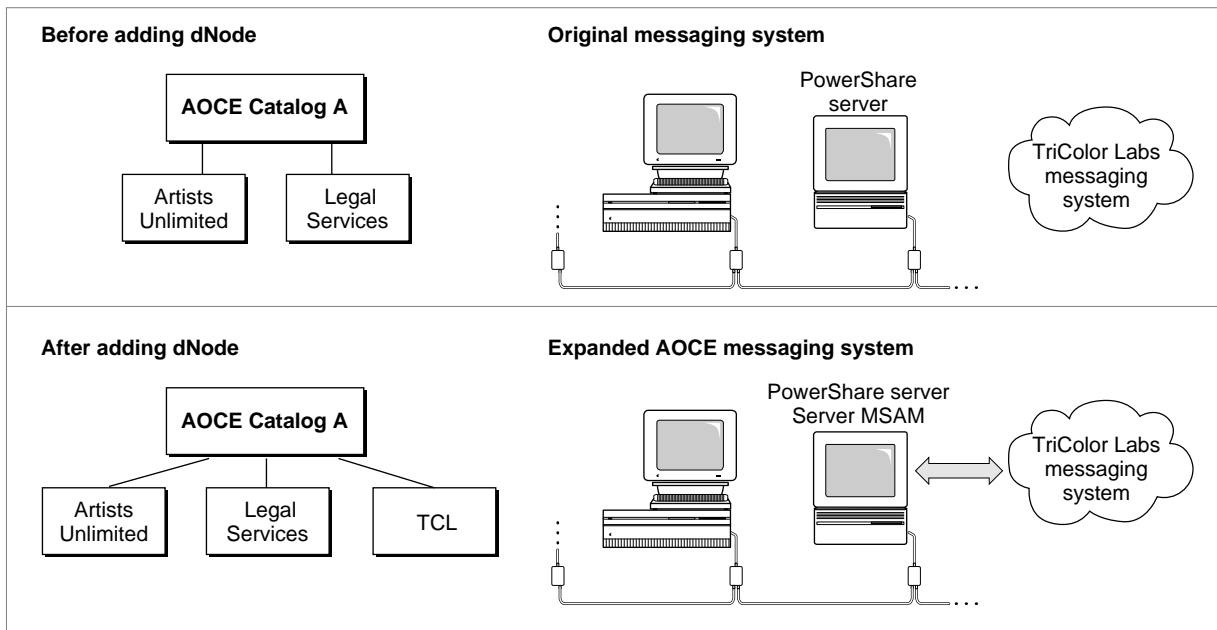 Before adding dNode
AOCE Catalog A
Artists
Unlimited
Legal
Services
Original messaging system
PowerShare
server
TriColor Labs
messaging
system
After adding dNode
AOCE Catalog A
Artists
Unlimited
Legal
Services
TCL
Expanded AOCE messaging system
PowerShare server
Server MSAM
TriColor Labs
messaging
system